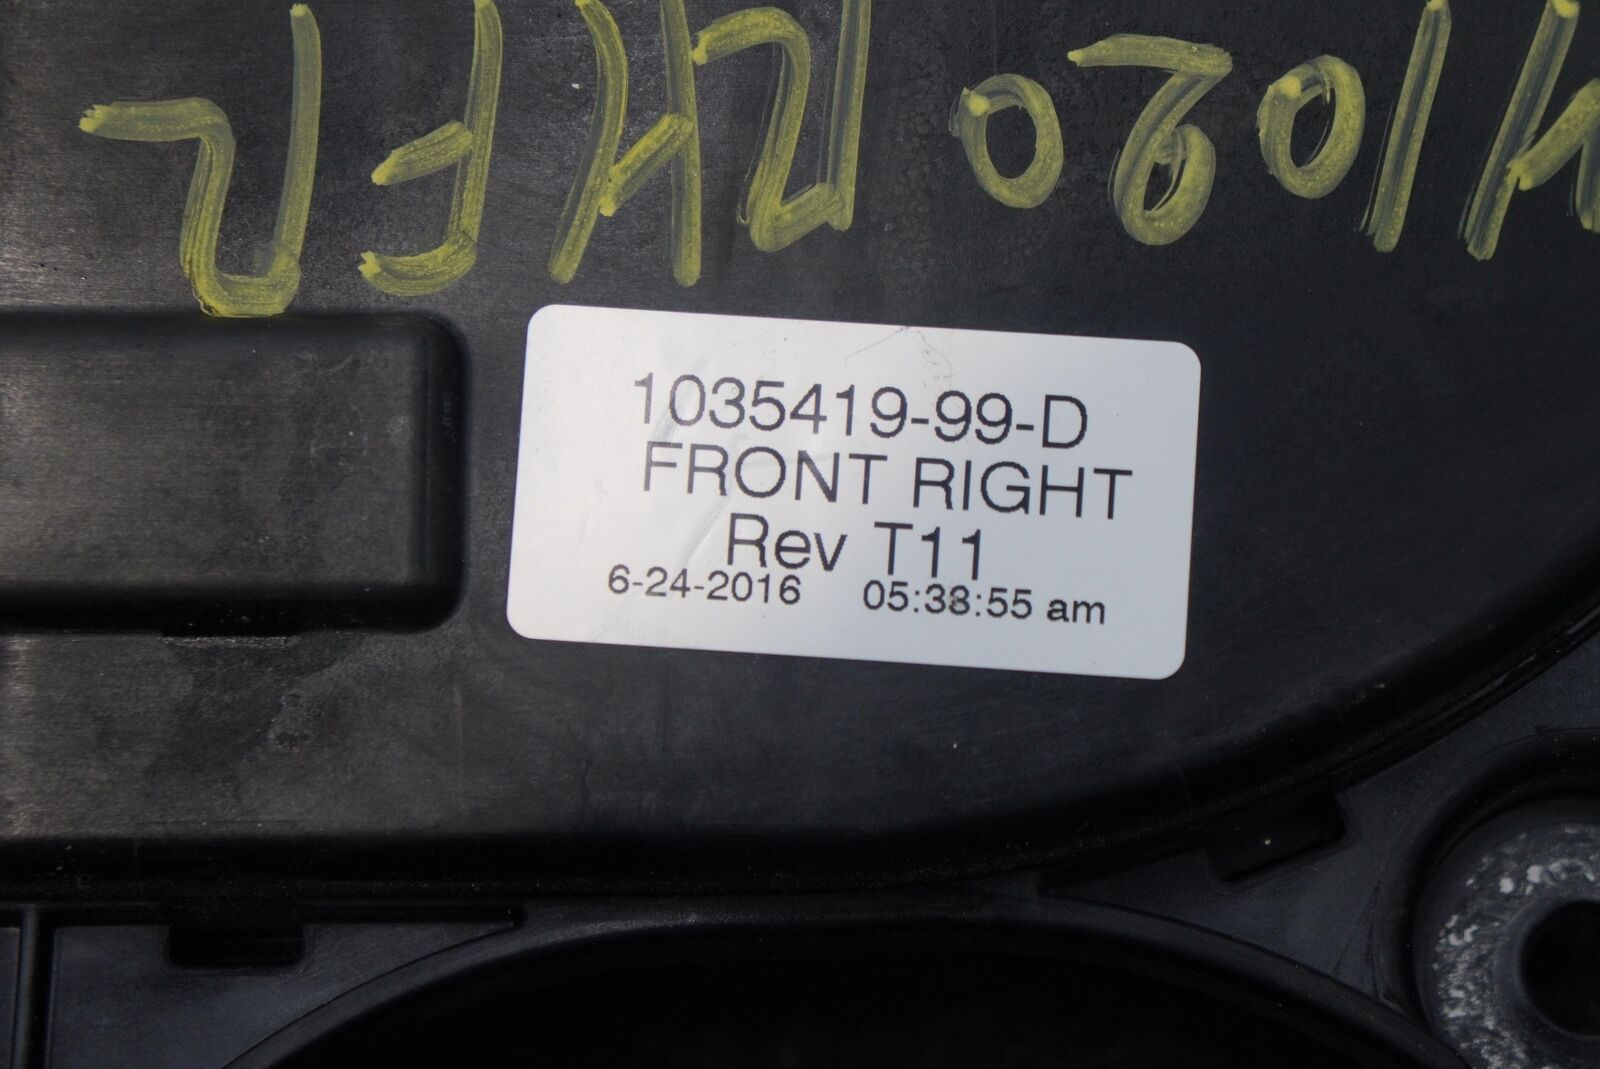 1035419-99-D
FRONT RIGHT
Rev T11
6-24-2016 05:38:55 am